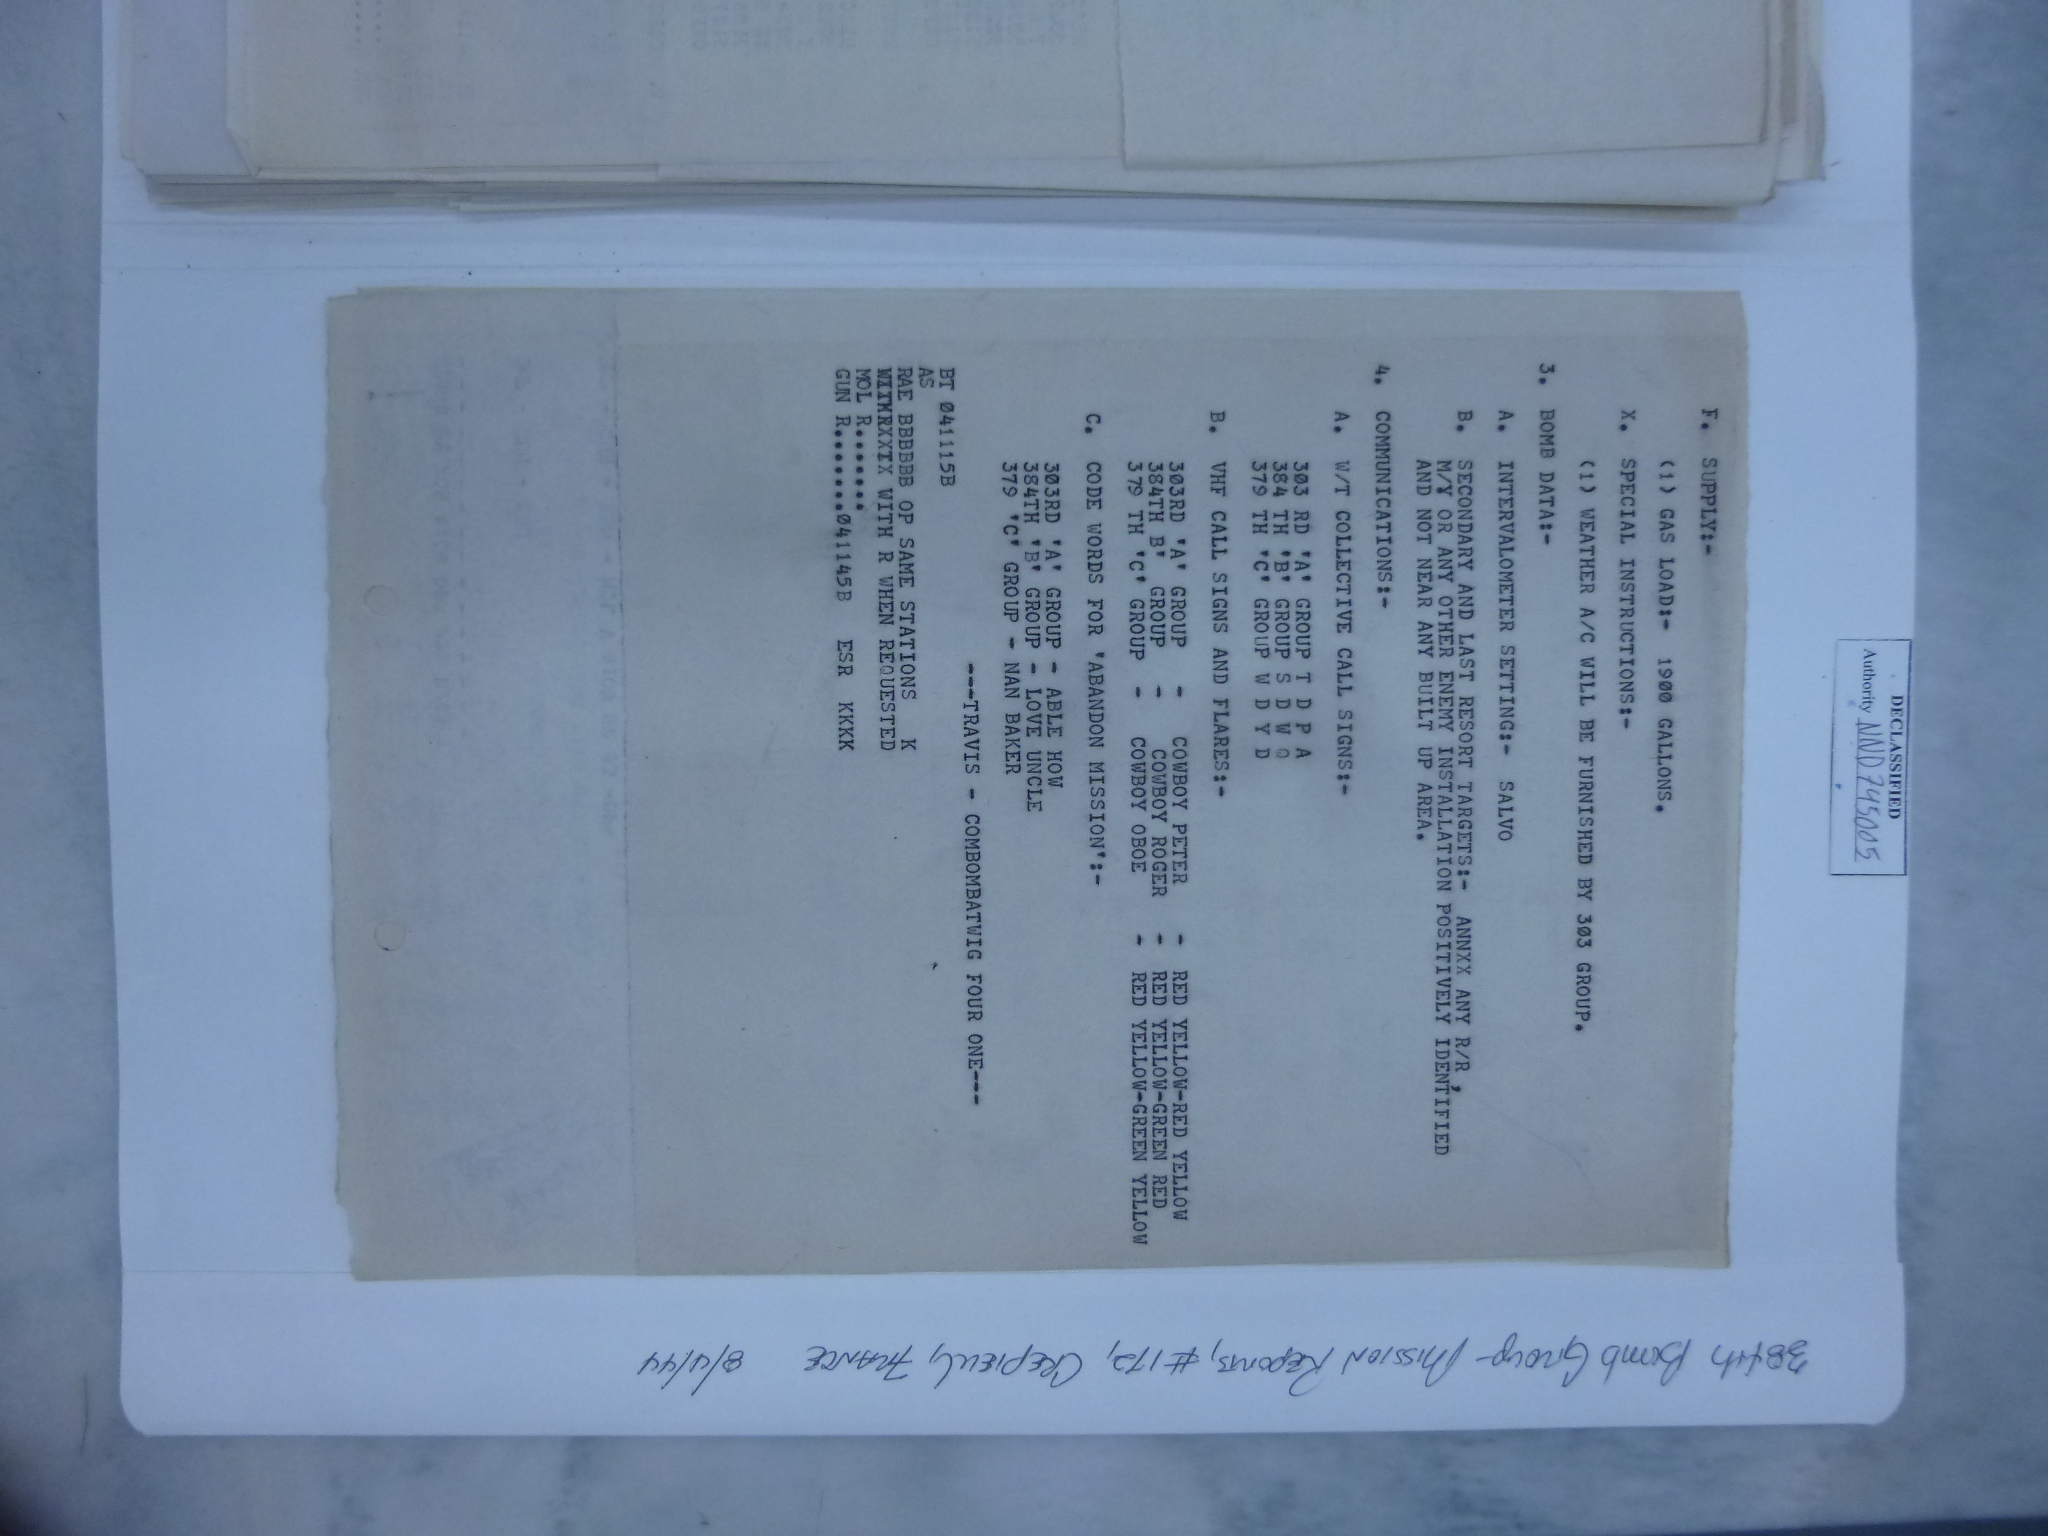 F. SUPPLY:-
(1) GAS LOAD:- 1900 GALLONS.
X. SPECIAL INSTRUCTIONS:-
(1) WEATHER A/C WILL BE FURNISHED BY 303 GROUP.
3. BOMB DATA:-
A. INTERVALOMETER SETTING:- SALVO
B. SECONDARY AND LAST RESORT TARGETS:- ANNXX ANY R/R,
M/Y OR ANY OTHER ENEMY INSTALLATION POSITIVELY IDENTIFIED
AND NOT NEAR ANY BUILT UP AREA.
4. COMMUNICATIONS:-
A. W/T COLLECTIVE CALL SIGNS:-
303 RD 'A' GROUP T D P A
384 TH 'B' GROUP S D W O
379 TH 'C' GROUP W D Y D
B. VHF CALL SIGNS AND FLARES:-
303RD 'A' GROUP - COWBOY PETER - RED YELLOW-RED YELLOW
384TH B' GROUP - COWBOY ROGER - RED YELLOW-GREEN RED
379 TH 'C' GROUP - COWBOY OBOE - RED YELLOW-GREEN YELLOW
C. CODE WORDS FOR 'ABANDON MISSION':-
303RD 'A' GROUP - ABLE HOW
384TH 'B' GROUP - LOVE UNCLE
379 'C' GROUP - NAN BAKER
---TRAVIS - COMBOMBATWIG FOUR ONE---
BT 041115B
AS
RAE BBBBBB OP SAME STATIONS K
WITH R WHEN REQUESTED
MOL R.......
GUN R.......041145B ESR KKKK
DECLASSIFIED
Authority NND 745005
384th Bomb Group - Mission Reports, #172, Crepieul, France 8/4/44